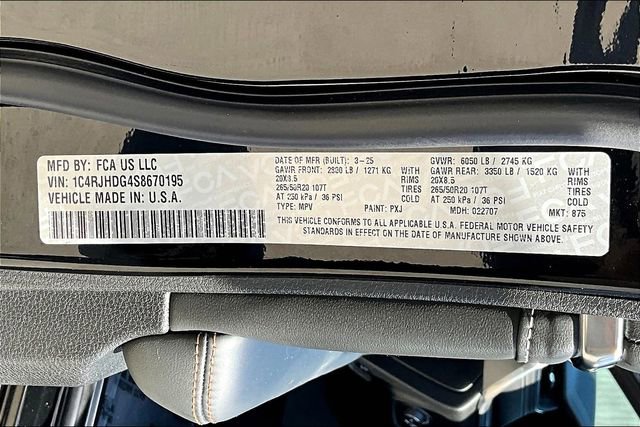 MFD BY: FCA US LLC
VIN: 1C4RJHDG4S8670195
VEHICLE MADE IN: U.S.A.
DATE OF MFR (BUILT): 3-25
GAWR FRONT: 2800 LB / 1271 KG WITH
20X8.5 RIMS
265/50R20 107T TIRES
AT 250 kPa / 36 PSI COLD
TYPE: MPV PAINT: PXJ
GVWR: 6050 LB / 2745 KG
GAWR REAR: 3350 LB / 1520 KG WITH
20X8.5 RIMS
265/50R20 107T TIRES
AT 250 kPa / 36 PSI COLD
MDH: 022707 MKT: 875
THIS VEHICLE CONFORMS TO ALL APPLICABLE U.S.A. FEDERAL MOTOR VEHICLE SAFETY
STANDARDS IN EFFECT ON THE DATE OF MANUFACTURE SHOWN ABOVE.